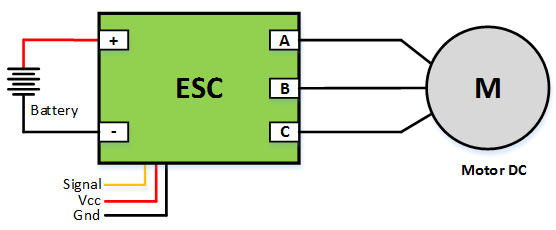 +
A
ESC
B
M
Battery
-
C
Signal
Vcc
Gnd
Motor DC